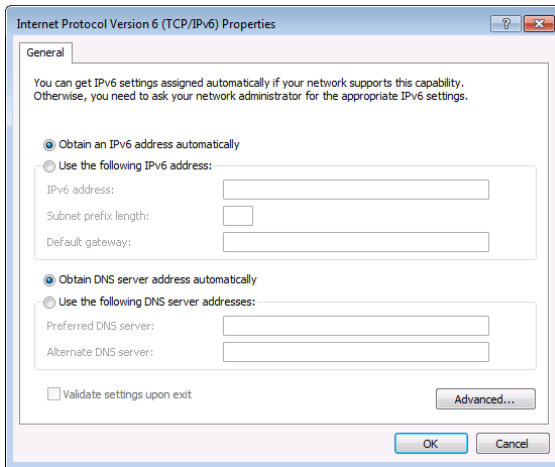 Internet Protocol Version 6 (TCP/IPv6) Properties
?
General
You can get IPv6 settings assigned automatically if your network supports this capability.
Otherwise, you need to ask your network administrator for the appropriate IPv6 settings.
Obtain an IPv6 address automatically
Use the following IPv6 address:
IPv6 address:
Subnet prefix length:
Default gateway:
Obtain DNS server address automatically
Use the following DNS server addresses:
Preferred DNS server:
Alternate DNS server:
Validate settings upon exit
Advanced...
OK
Cancel